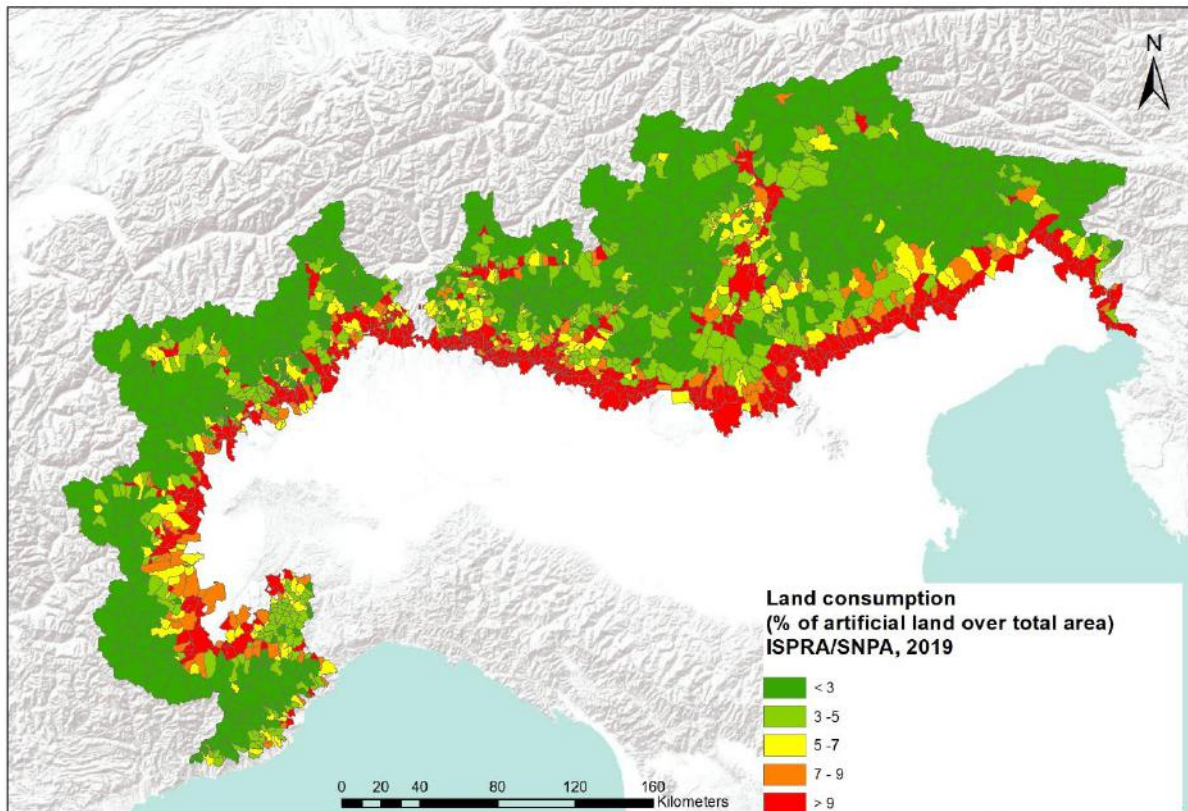 N
Land consumption
(% of artificial land over total area)
ISPRA/SNPA, 2019
< 3
3 -5
5 -7
7 - 9
> 9
0 20 40 80 120 160
Kilometers